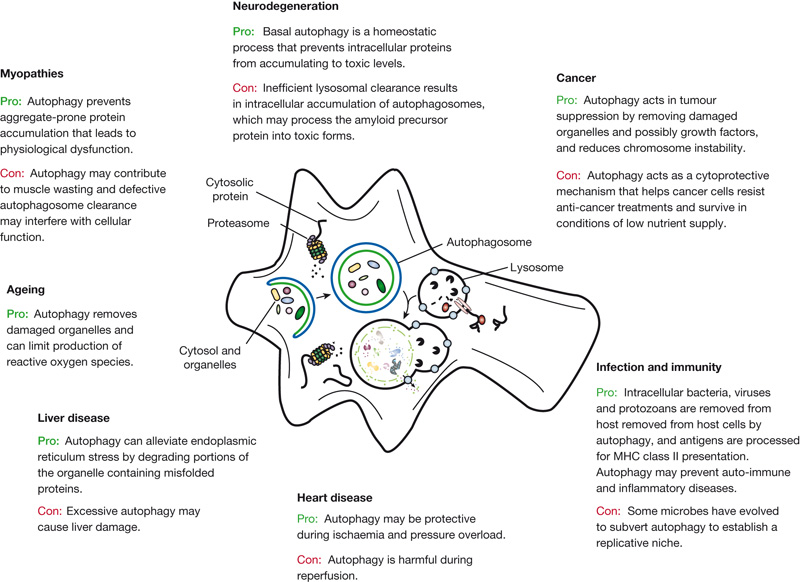 Neurodegeneration
Pro: Basal autophagy is a homeostatic
process that prevents intracellular proteins
from accumulating to toxic levels.
Con: Inefficient lysosomal clearance results
in intracellular accumulation of autophagosomes,
which may process the amyloid precursor
protein into toxic forms.
Myopathies
Pro: Autophagy prevents
aggregate-prone protein
accumulation that leads to
physiological dysfunction.
Con: Autophagy may contribute
to muscle wasting and defective
autophagosome clearance
may interfere with cellular
function.
Cancer
Pro: Autophagy acts in tumour
suppression by removing damaged
organelles and possibly growth factors,
and reduces chromosome instability.
Con: Autophagy acts as a cytoprotective
mechanism that helps cancer cells resist
anti-cancer treatments and survive in
conditions of low nutrient supply.
Cytosolic
protein
Proteasome
Autophagosome
Lysosome
Cytosol and
organelles
Ageing
Pro: Autophagy removes
damaged organelles and
can limit production of
reactive oxygen species.
Infection and immunity
Pro: Intracellular bacteria, viruses
and protozoans are removed from
host removed from host cells by
autophagy, and antigens are processed
for MHC class II presentation.
Autophagy may prevent auto-immune
and inflammatory diseases.
Con: Some microbes have evolved
to subvert autophagy to establish a
replicative niche.
Liver disease
Pro: Autophagy can alleviate endoplasmic
reticulum stress by degrading portions of
the organelle containing misfolded
proteins.
Con: Excessive autophagy may
cause liver damage.
Heart disease
Pro: Autophagy may be protective
during ischaemia and pressure overload.
Con: Autophagy is harmful during
reperfusion.